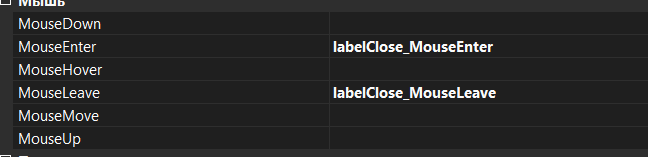 Мышь
MouseDown
MouseEnter labelClose_MouseEnter
MouseHover
MouseLeave labelClose_MouseLeave
MouseMove
MouseUp